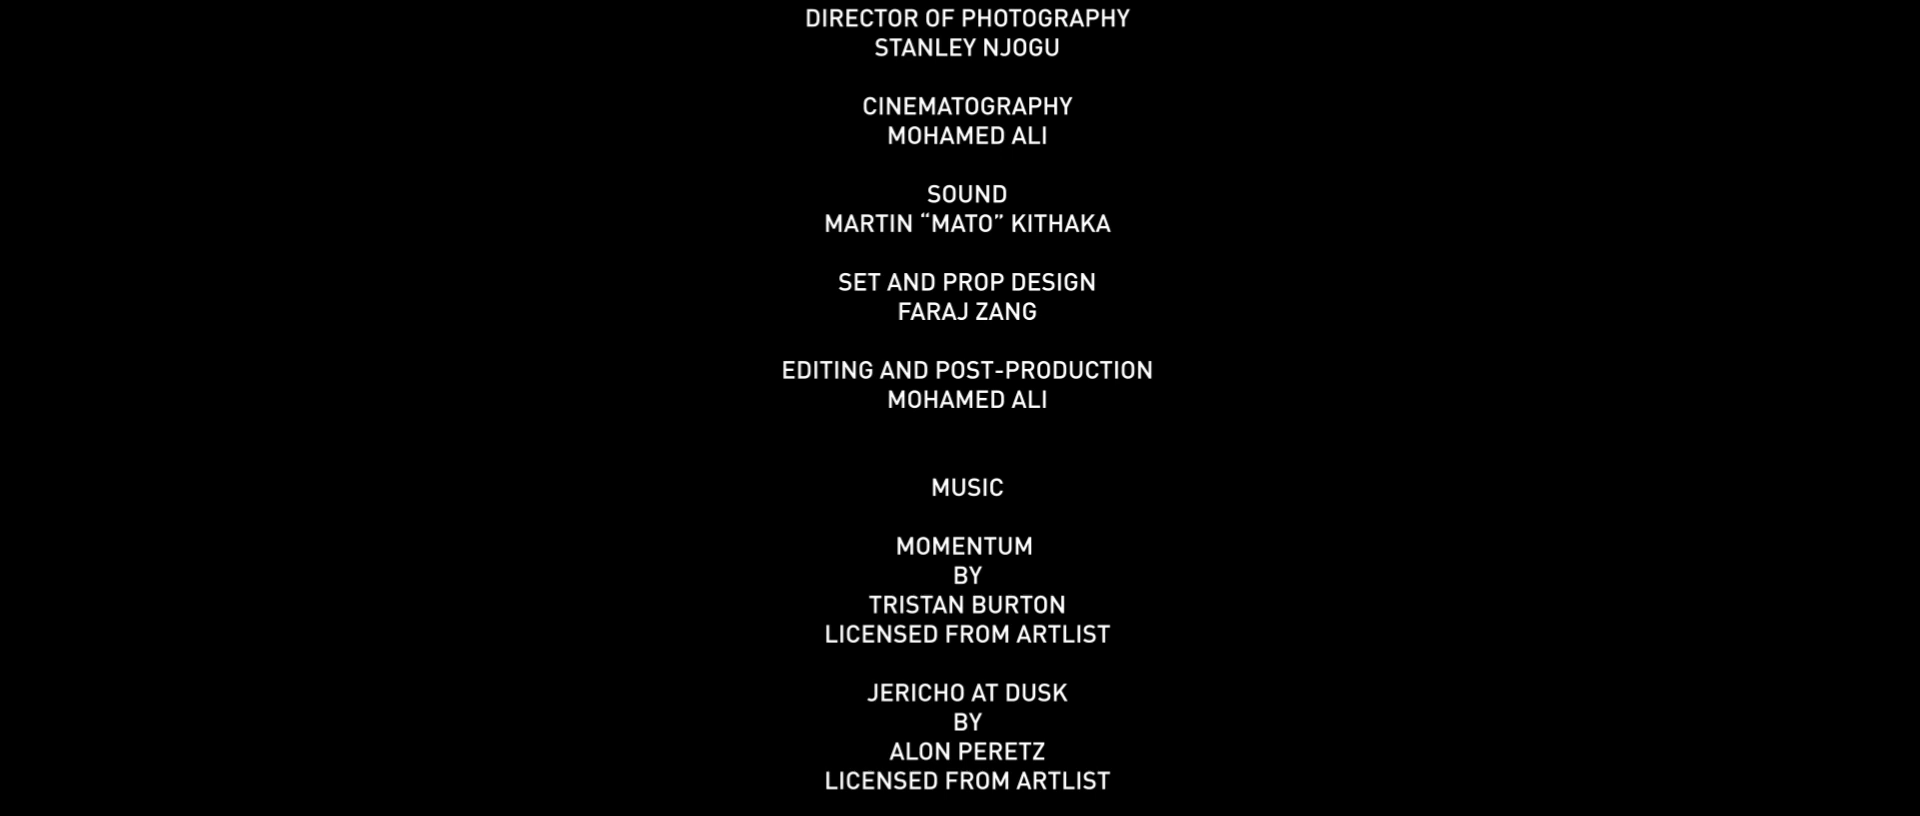 DIRECTOR OF PHOTOGRAPHY
STANLEY NJOGU
CINEMATOGRAPHY
MOHAMED ALI
SOUND
MARTIN “MATO” KITHAKA
SET AND PROP DESIGN
FARAJ ZANG
EDITING AND POST-PRODUCTION
MOHAMED ALI
MUSIC
MOMENTUM
BY
TRISTAN BURTON
LICENSED FROM ARTLIST
JERICHO AT DUSK
BY
ALON PERETZ
LICENSED FROM ARTLIST